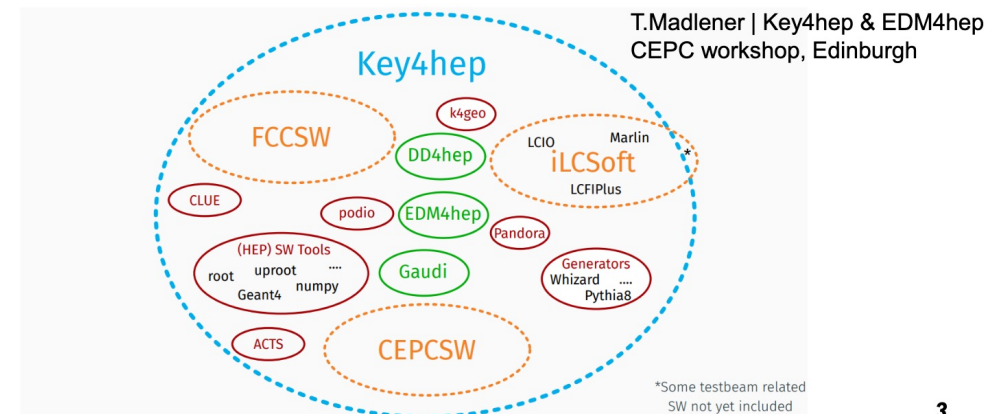 T.Madlener | Key4hep & EDM4hep
CEPC workshop, Edinburgh
Key4hep
k4geo
FCCSW
DD4hep
LCIO
Marlin
iLCSoft
*
LCFIPlus
CLUE
podio
EDM4hep
Pandora
(HEP) SW Tools
root
uproot
....
Geant4
numpy
Gaudi
Generators
Whizard
....
Pythia8
ACTS
CEPCSW
*Some testbeam related
SW not yet included
3